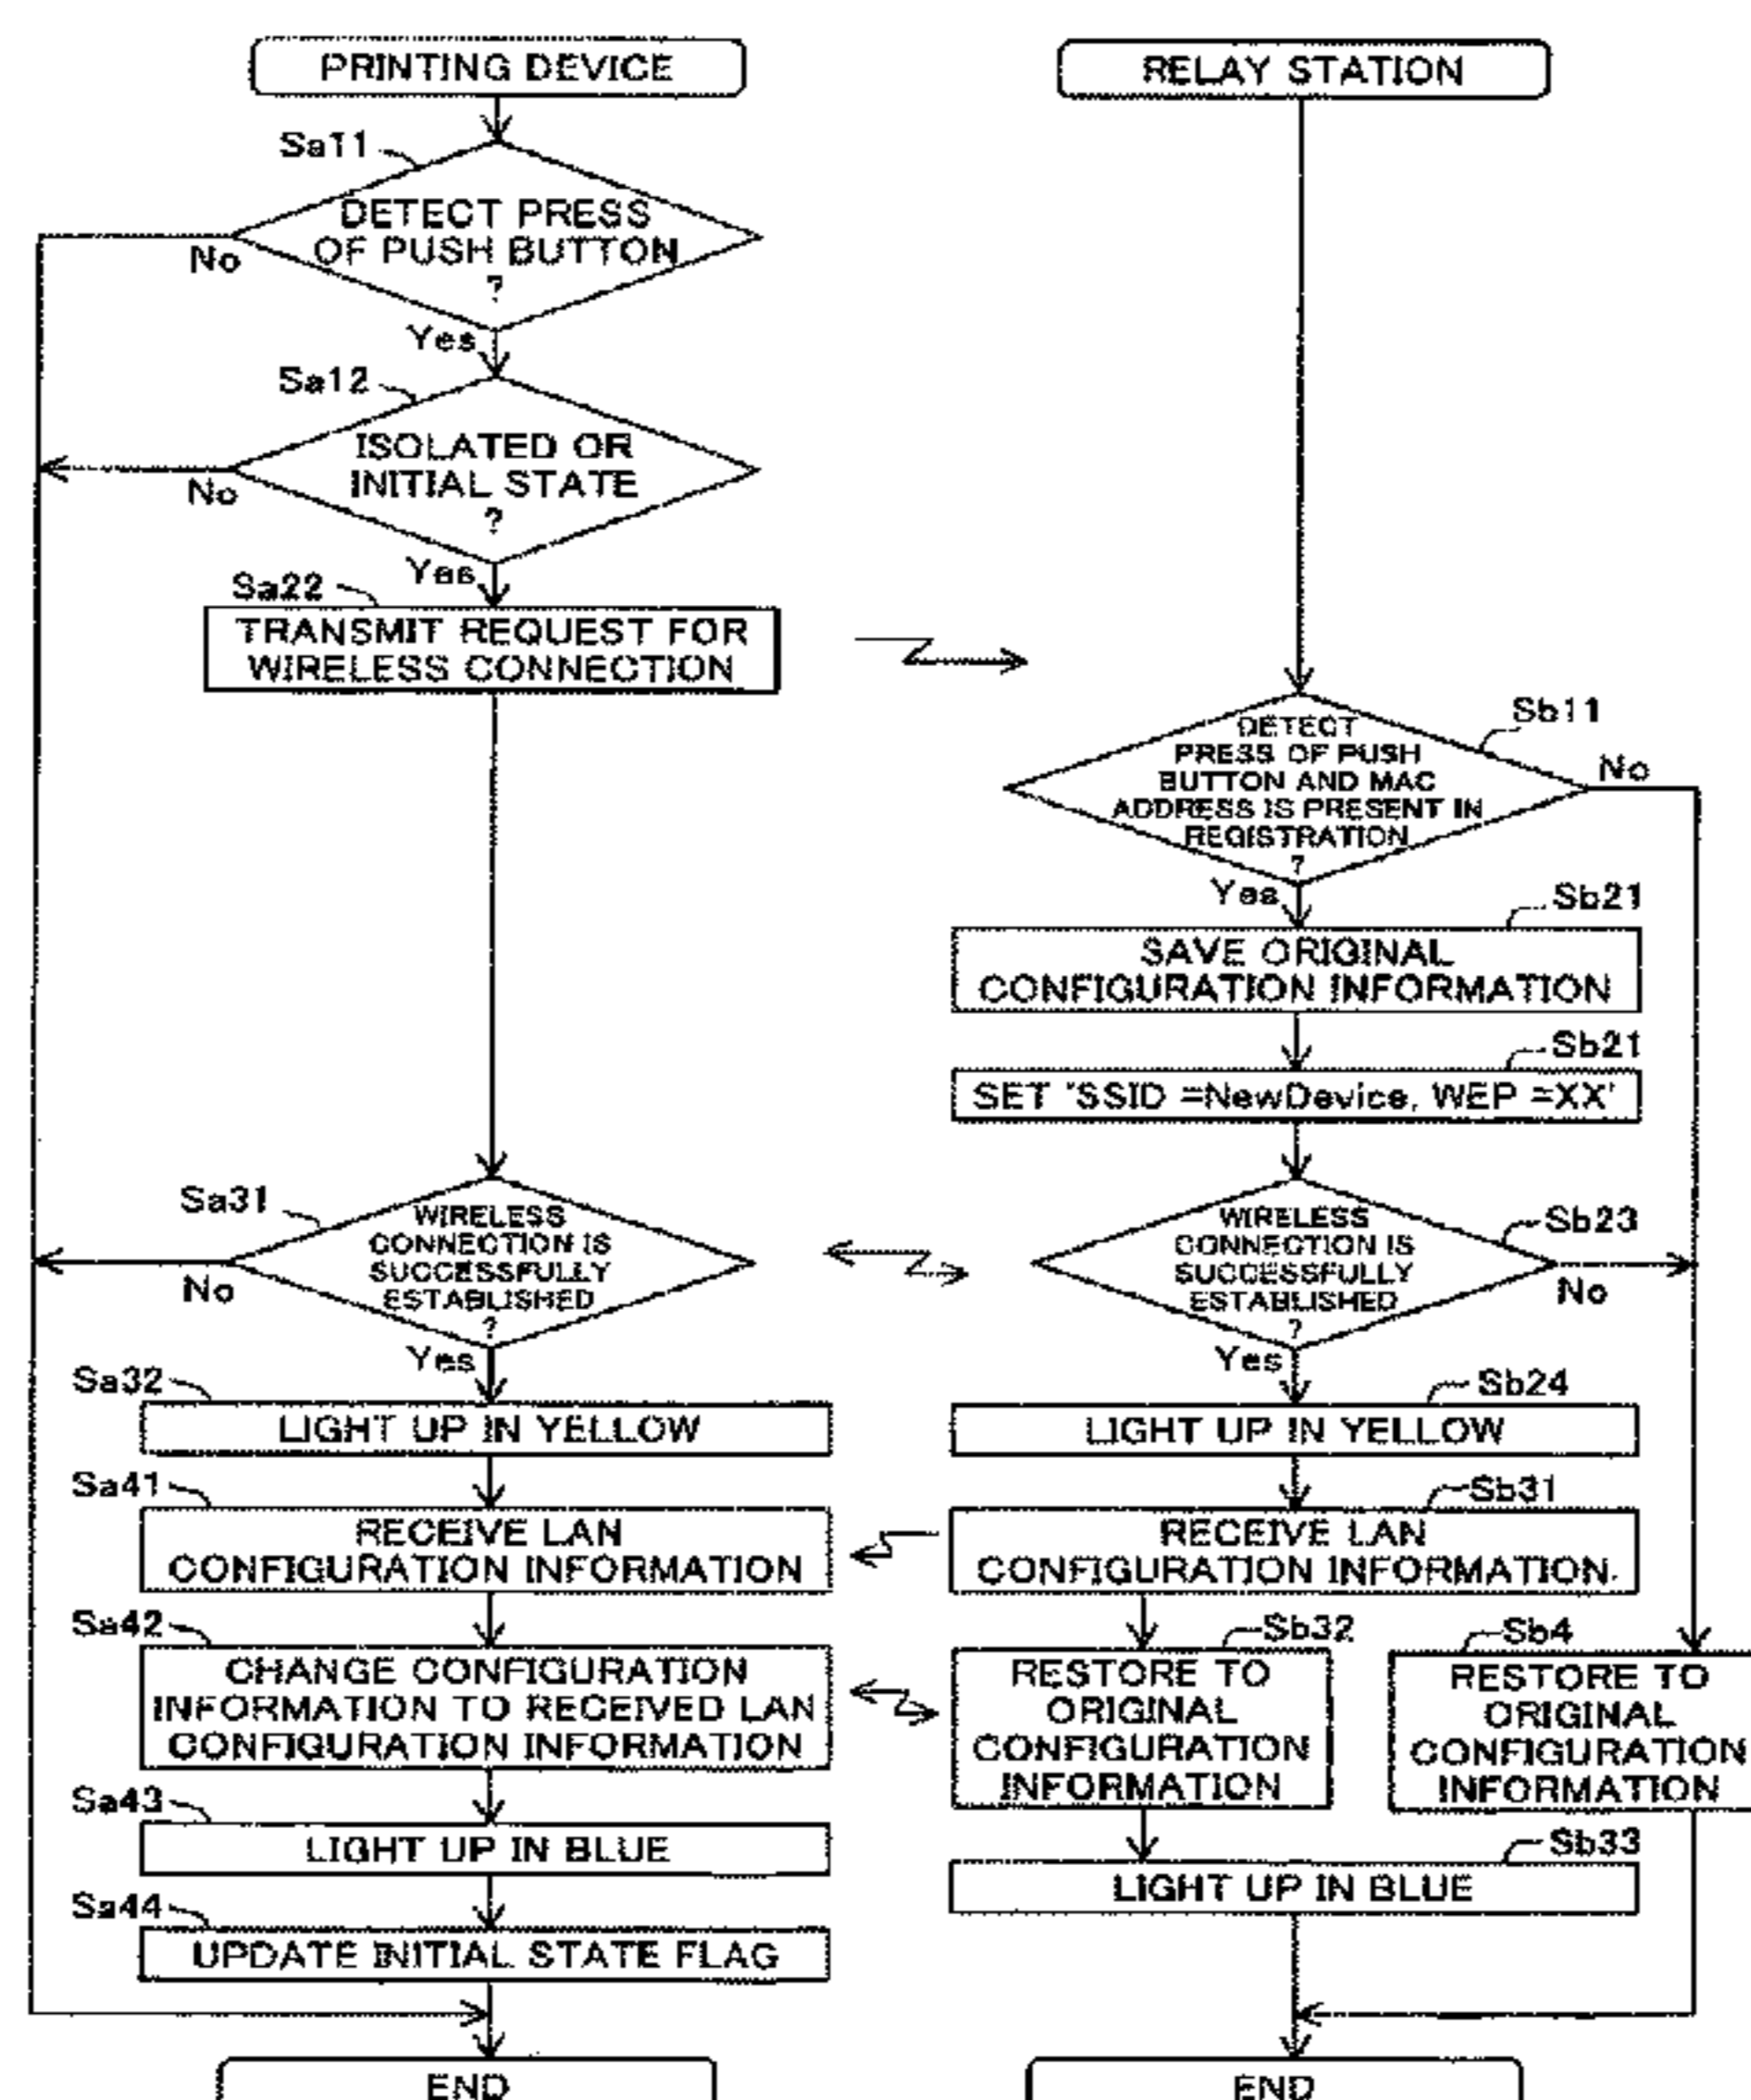 PRINTING DEVICE
RELAY STATION
Sa11
DETECT PRESS
OF PUSH BUTTON
?
No
Yes
Sa12
ISOLATED OR
INITIAL STATE
?
No
Yes
Sa22
TRANSMIT REQUEST FOR
WIRELESS CONNECTION
Sb11
DETECT
PRESS OF PUSH
BUTTON AND MAC
ADDRESS IS PRESENT IN
REGISTRATION
?
No
Yes
Sb21
SAVE ORIGINAL
CONFIGURATION INFORMATION
Sb21
SET 'SSID =NewDevice, WEP =XX'
Sa31
WIRELESS
CONNECTION IS
SUCCESSFULLY
ESTABLISHED
?
No
Yes
Sb23
WIRELESS
CONNECTION IS
SUCCESSFULLY
ESTABLISHED
?
No
Yes
Sa32
LIGHT UP IN YELLOW
Sb24
LIGHT UP IN YELLOW
Sa41
RECEIVE LAN
CONFIGURATION INFORMATION
Sb31
RECEIVE LAN
CONFIGURATION INFORMATION
Sa42
CHANGE CONFIGURATION
INFORMATION TO RECEIVED LAN
CONFIGURATION INFORMATION
Sb32
RESTORE TO
ORIGINAL
CONFIGURATION
INFORMATION
Sb4
RESTORE TO
ORIGINAL
CONFIGURATION
INFORMATION
Sa43
LIGHT UP IN BLUE
Sb33
LIGHT UP IN BLUE
Sa44
UPDATE INITIAL STATE FLAG
END
END